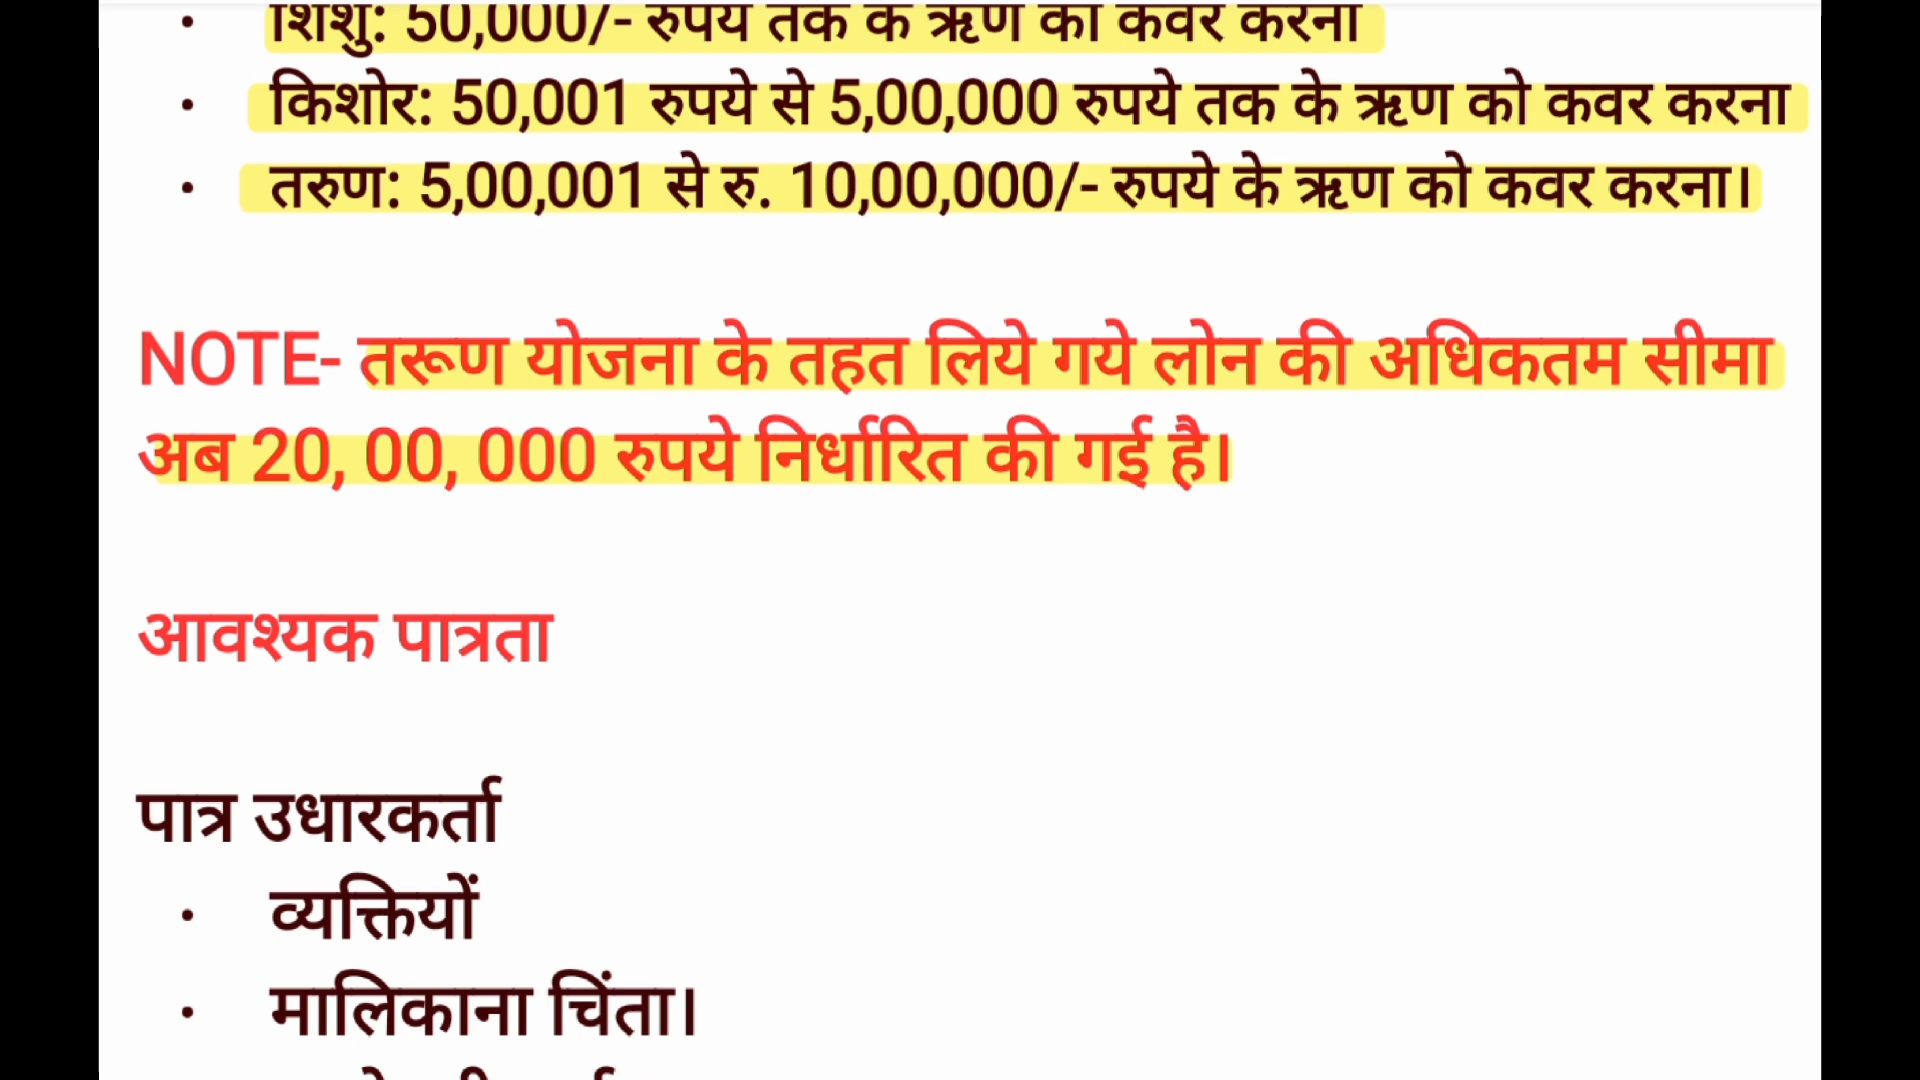 · शिशु: 50,000/- रुपये तक के ऋण को कवर करना
· किशोर: 50,001 रुपये से 5,00,000 रुपये तक के ऋण को कवर करना
· तरुण: 5,00,001 से रु. 10,00,000/- रुपये के ऋण को कवर करना।
NOTE- तरूण योजना के तहत लिये गये लोन की अधिकतम सीमा
अब 20, 00, 000 रुपये निर्धारित की गई है।
आवश्यक पात्रता
पात्र उधारकर्ता
· व्यक्तियों
· मालिकाना चिंता।